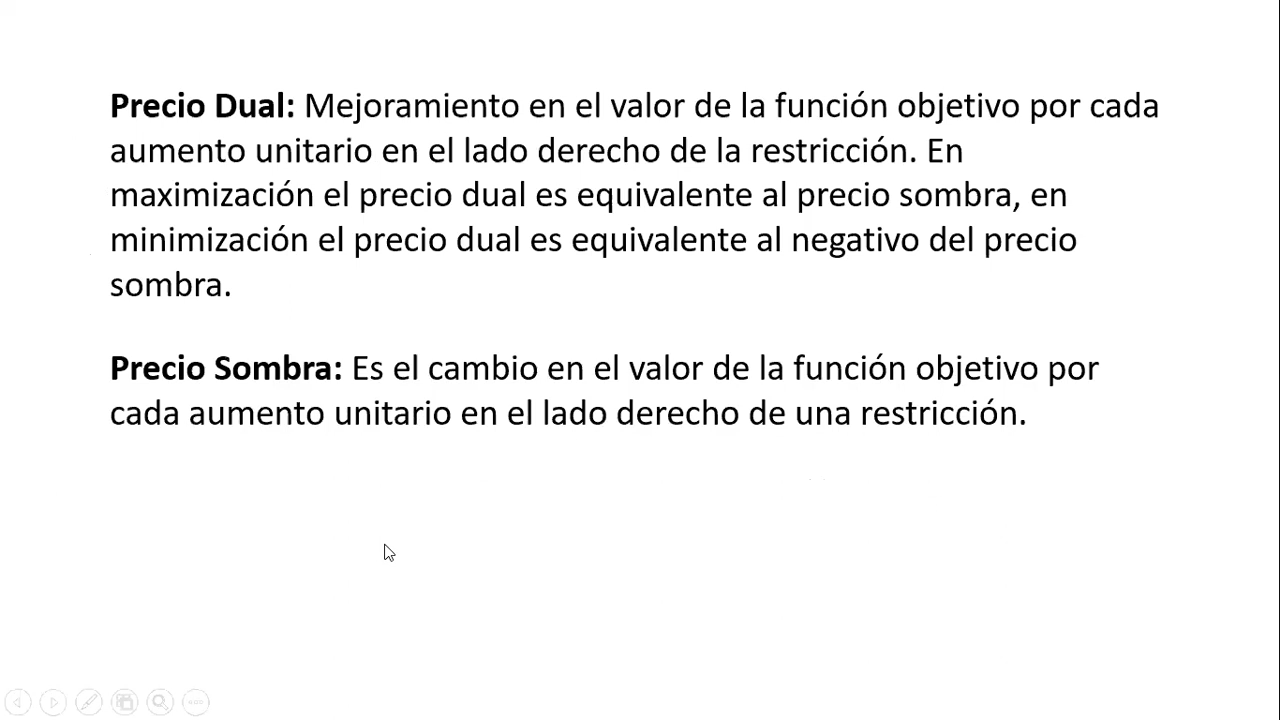 Precio Dual: Mejoramiento en el valor de la función objetivo por cada
aumento unitario en el lado derecho de la restricción. En
maximización el precio dual es equivalente al precio sombra, en
minimización el precio dual es equivalente al negativo del precio
sombra.
Precio Sombra: Es el cambio en el valor de la función objetivo por
cada aumento unitario en el lado derecho de una restricción.